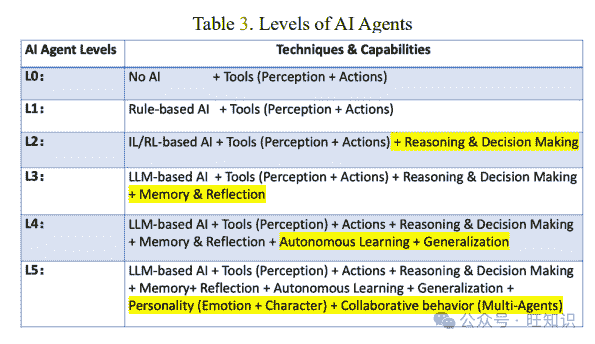 Table 3. Levels of AI Agents
AI Agent Levels Techniques & Capabilities
L0: No AI + Tools (Perception + Actions)
L1: Rule-based AI + Tools (Perception + Actions)
L2: IL/RL-based AI + Tools (Perception + Actions) + Reasoning & Decision Making
L3: LLM-based AI + Tools (Perception + Actions) + Reasoning & Decision Making
+ Memory & Reflection
L4: LLM-based AI + Tools (Perception) + Actions + Reasoning & Decision Making
+ Memory & Reflection + Autonomous Learning + Generalization
L5: LLM-based AI + Tools (Perception) + Actions + Reasoning & Decision Making
+ Memory+ Reflection + Autonomous Learning + Generalization +
Personality (Emotion + Character) + Collaborative behavior (Multi-Agents)
公众号・旺知识